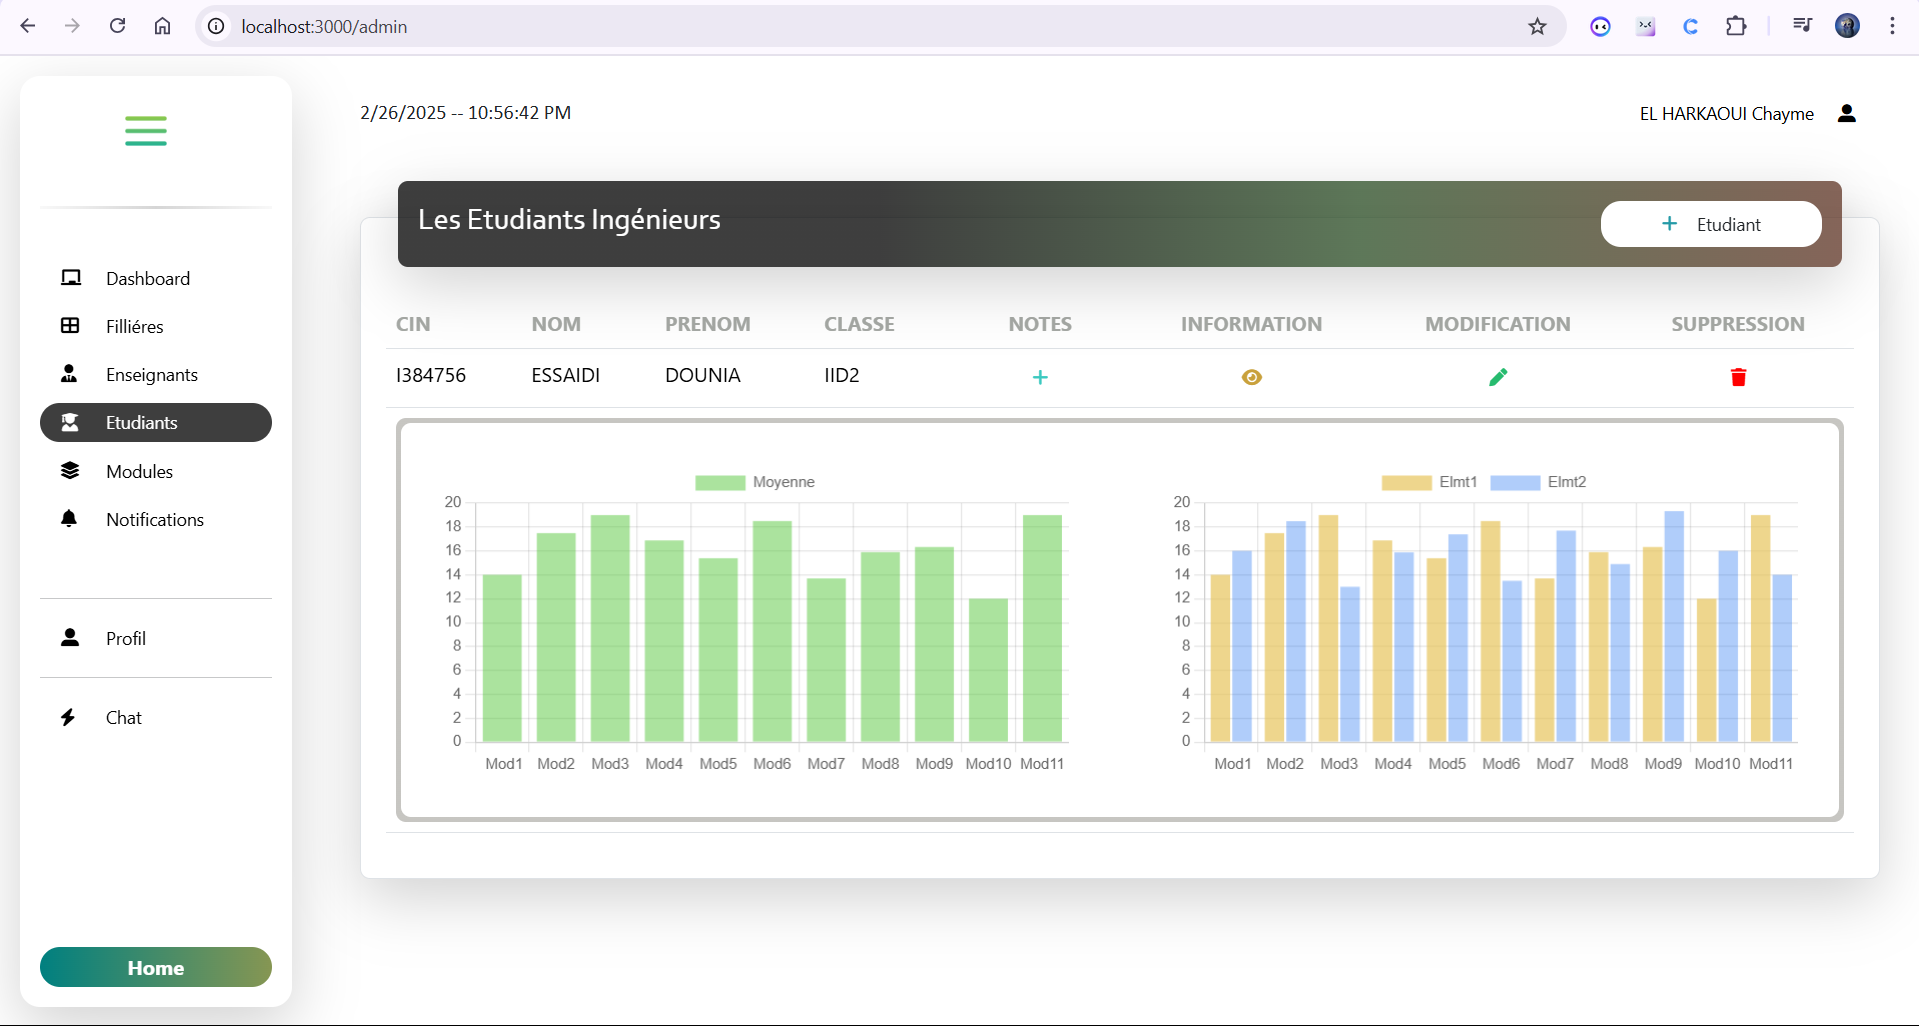 localhost:3000/admin
2/26/2025 -- 10:56:42 PM
EL HARKAOUI Chayme
Dashboard
Filliéres
Enseignants
Etudiants
Modules
Notifications
Profil
Chat
Home
Les Etudiants Ingénieurs
+ Etudiant
CIN NOM PRENOM CLASSE NOTES INFORMATION MODIFICATION SUPPRESSION
I384756 ESSAIDI DOUNIA IID2
Moyenne
20
18
16
14
12
10
8
6
4
2
0
Mod1 Mod2 Mod3 Mod4 Mod5 Mod6 Mod7 Mod8 Mod9 Mod10 Mod11
Elmt1 Elmt2
20
18
16
14
12
10
8
6
4
2
0
Mod1 Mod2 Mod3 Mod4 Mod5 Mod6 Mod7 Mod8 Mod9 Mod10 Mod11